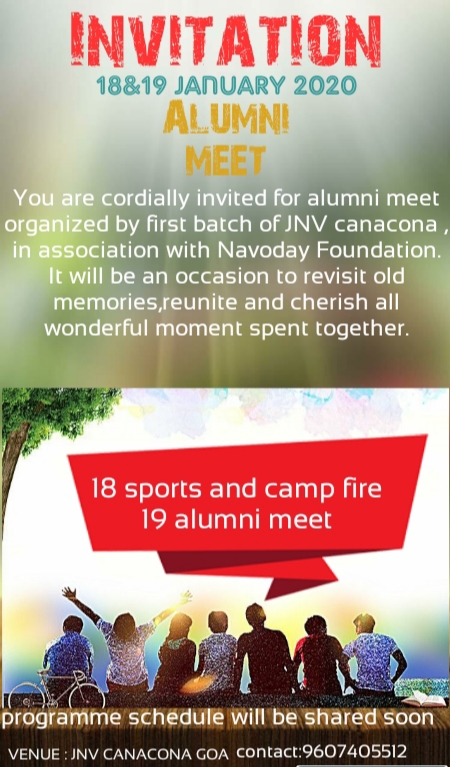 INVITATION
18&19 JANUARY 2020
ALUMNI
MEET
You are cordially invited for alumni meet
organized by first batch of JNV canacona ,
in association with Navoday Foundation.
It will be an occasion to revisit old
memories,reunite and cherish all
wonderful moment spent together.
18 sports and camp fire
19 alumni meet
programme schedule will be shared soon
VENUE : JNV CANACONA GOA contact:9607405512